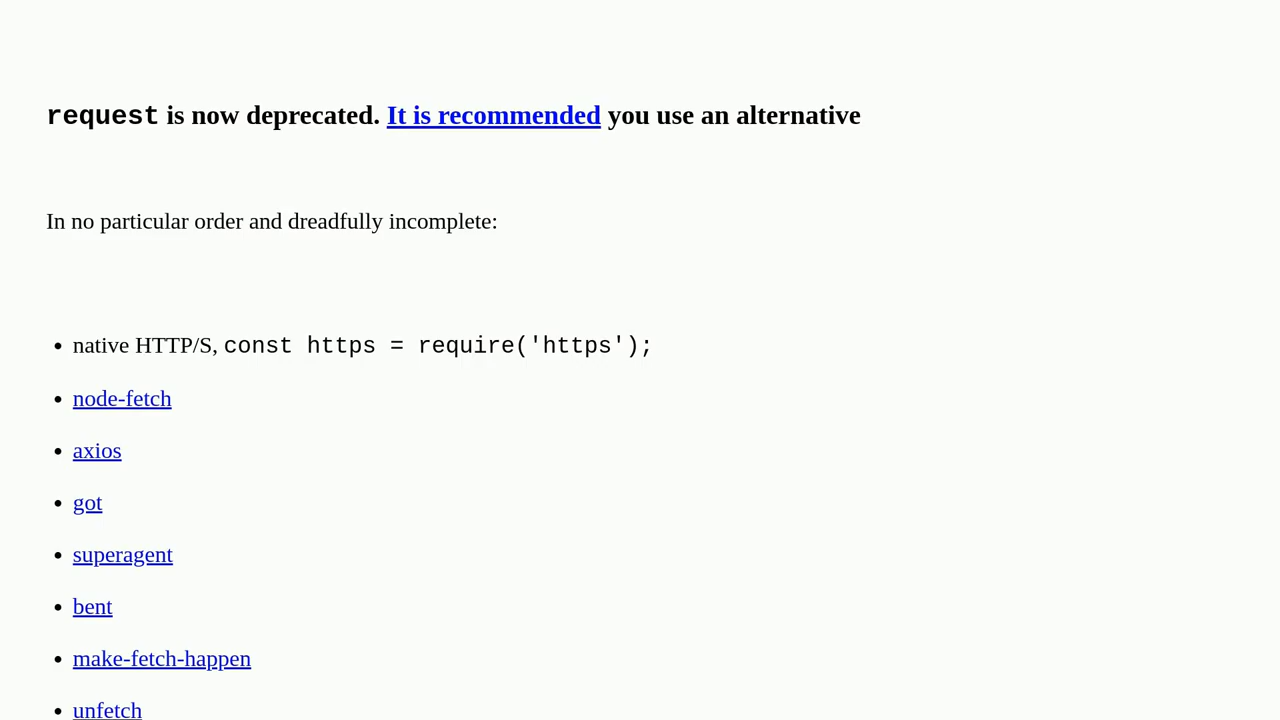 request is now deprecated. It is recommended you use an alternative
In no particular order and dreadfully incomplete:
• native HTTP/S, const https = require('https');
• node-fetch
• axios
• got
• superagent
• bent
• make-fetch-happen
• unfetch